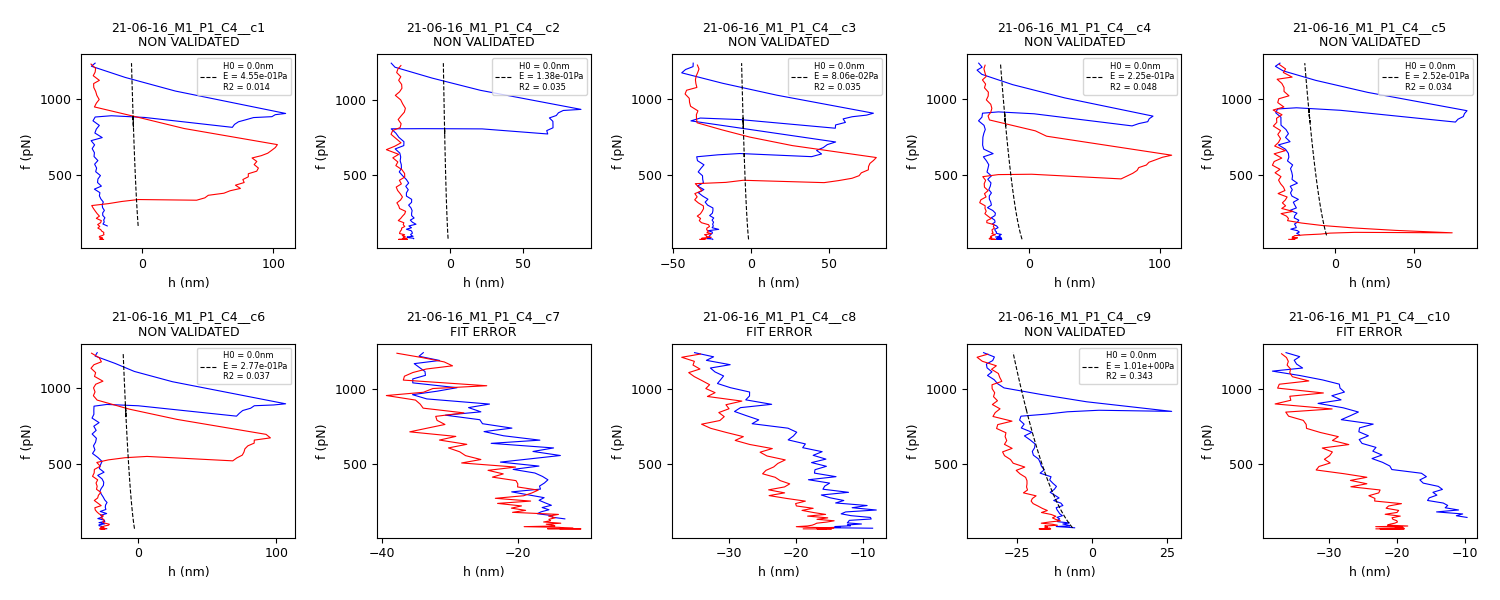 21-06-16_M1_P1_C4__c1
NON VALIDATED
H0 = 0.0nm
E = 4.55e-01Pa
R2 = 0.014
1000
500
f (pN)
0
100
h (nm)
21-06-16_M1_P1_C4__c2
NON VALIDATED
H0 = 0.0nm
E = 1.38e-01Pa
R2 = 0.035
1000
500
f (pN)
0
50
h (nm)
21-06-16_M1_P1_C4__c3
NON VALIDATED
H0 = 0.0nm
E = 8.06e-02Pa
R2 = 0.035
1000
500
f (pN)
−50
0
50
h (nm)
21-06-16_M1_P1_C4__c4
NON VALIDATED
H0 = 0.0nm
E = 2.25e-01Pa
R2 = 0.048
1000
500
f (pN)
0
100
h (nm)
21-06-16_M1_P1_C4__c5
NON VALIDATED
H0 = 0.0nm
E = 2.52e-01Pa
R2 = 0.034
1000
500
f (pN)
0
50
h (nm)
21-06-16_M1_P1_C4__c6
NON VALIDATED
H0 = 0.0nm
E = 2.77e-01Pa
R2 = 0.037
1000
500
f (pN)
0
100
h (nm)
21-06-16_M1_P1_C4__c7
FIT ERROR
1000
500
f (pN)
−40
−20
h (nm)
21-06-16_M1_P1_C4__c8
FIT ERROR
1000
500
f (pN)
−30
−20
−10
h (nm)
21-06-16_M1_P1_C4__c9
NON VALIDATED
H0 = 0.0nm
E = 1.01e+00Pa
R2 = 0.343
1000
500
f (pN)
−25
0
25
h (nm)
21-06-16_M1_P1_C4__c10
FIT ERROR
1000
500
f (pN)
−30
−20
−10
h (nm)